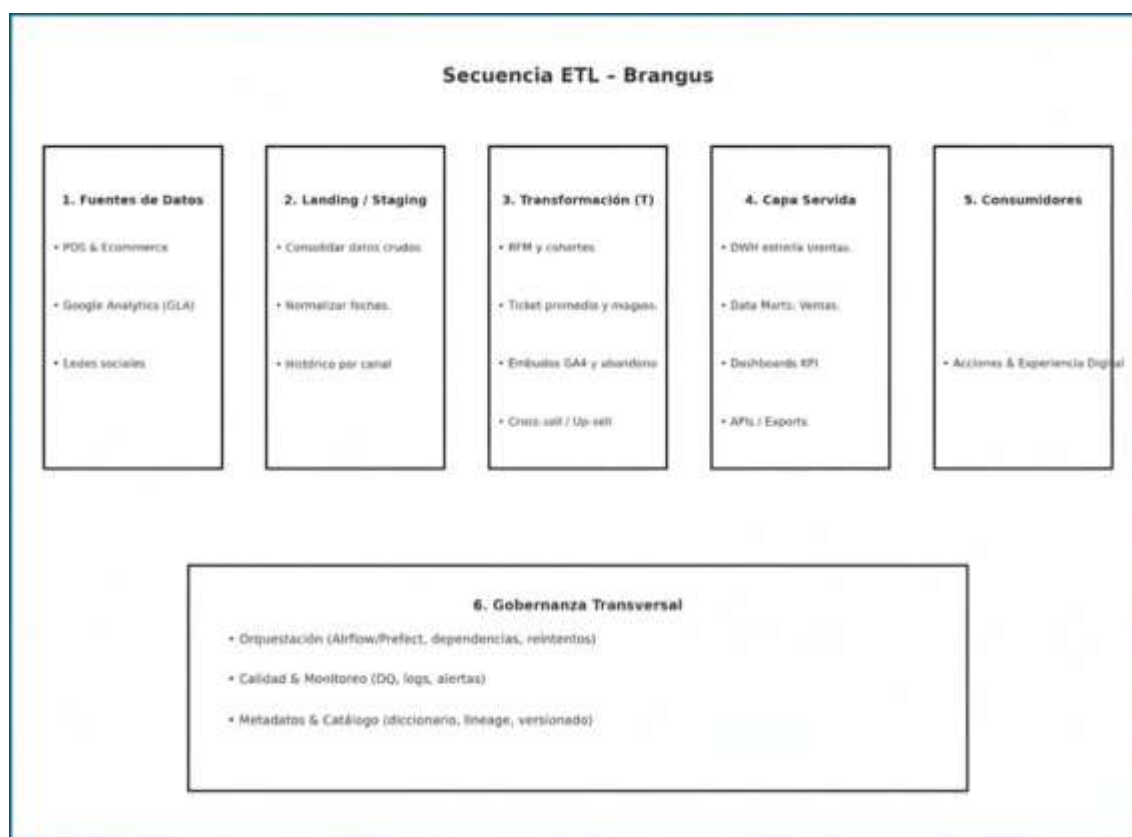 Secuencia ETL – Brangus
1. Fuentes de Datos
• POS & Ecommerce
• Google Analytics (GLA)
• Ledes sociales
2. Landing / Staging
• Consolidar datos crudos
• Normalizar fechas.
• Histórico por canal
3. Transformación (T)
• RFM y cohortes
• Ticket promedio y
• Embudos GA4 y abandono
• Cross-sell / Up-sell
4. Capa Servida
• DWH estrella
• Data Marts: Ventas.
• Dashboards KPI
• APIs / Exports
5. Consumidores
• Acciones & Experiencia Digital
6. Gobernanza Transversal
• Orquestación (Airflow/Prefect, dependencias, reintentos)
• Calidad & Monitoreo (DQ, logs, alertas)
• Metadatos & Catálogo (diccionario, lineage, versionado)